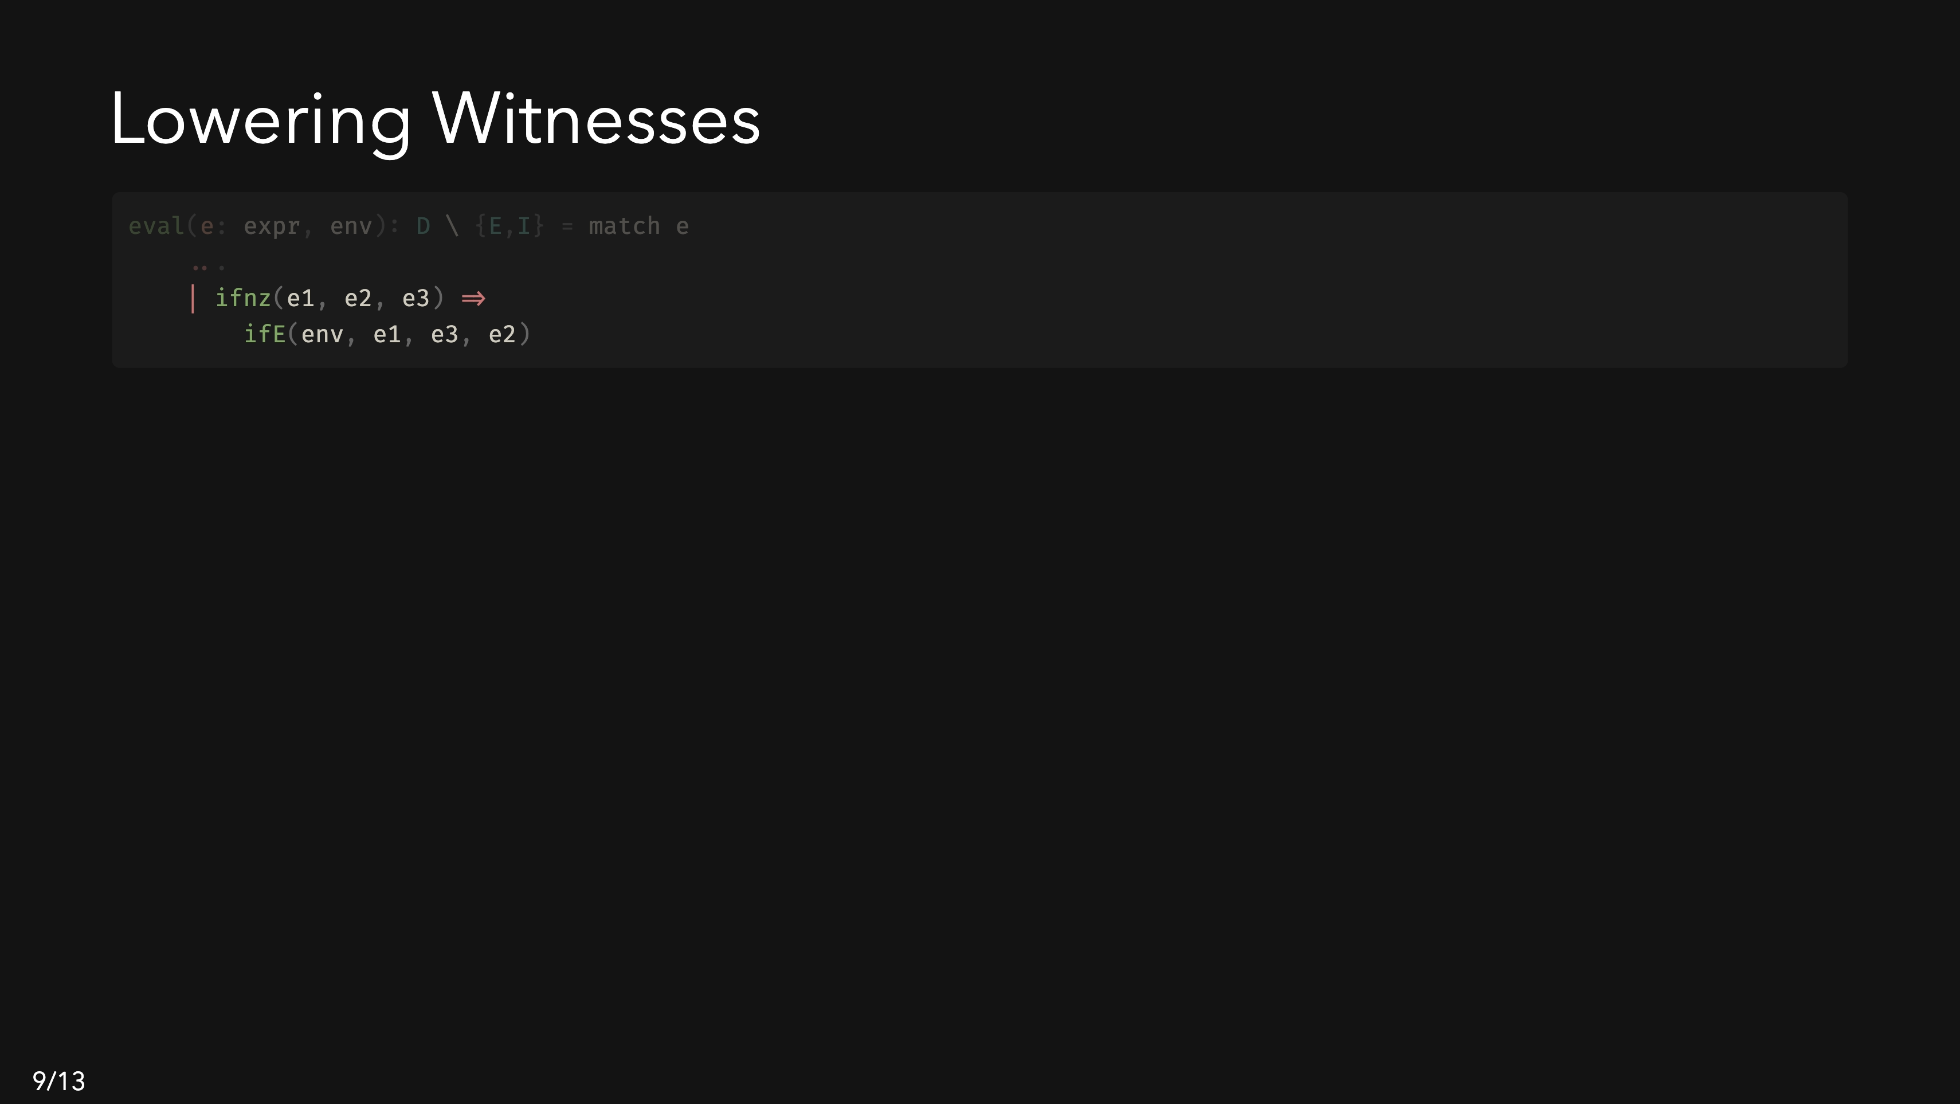 Lowering Witnesses
eval(e: expr, env): D \ {E,I} = match e
...
| ifnz(e1, e2, e3) ⇒
ifE(env, e1, e3, e2)
9/13